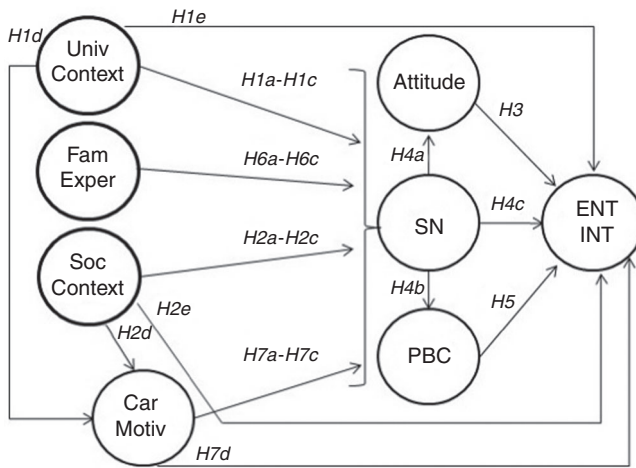 H1d
H1e
Univ
Context
H1a-H1c
Attitude
H3
Fam
Exper
H6a-H6c
H4a
SN
H4c
ENT
INT
Soc
Context
H2a-H2c
H2e
H2d
H4b
H5
H7a-H7c
PBC
Car
Motiv
H7d